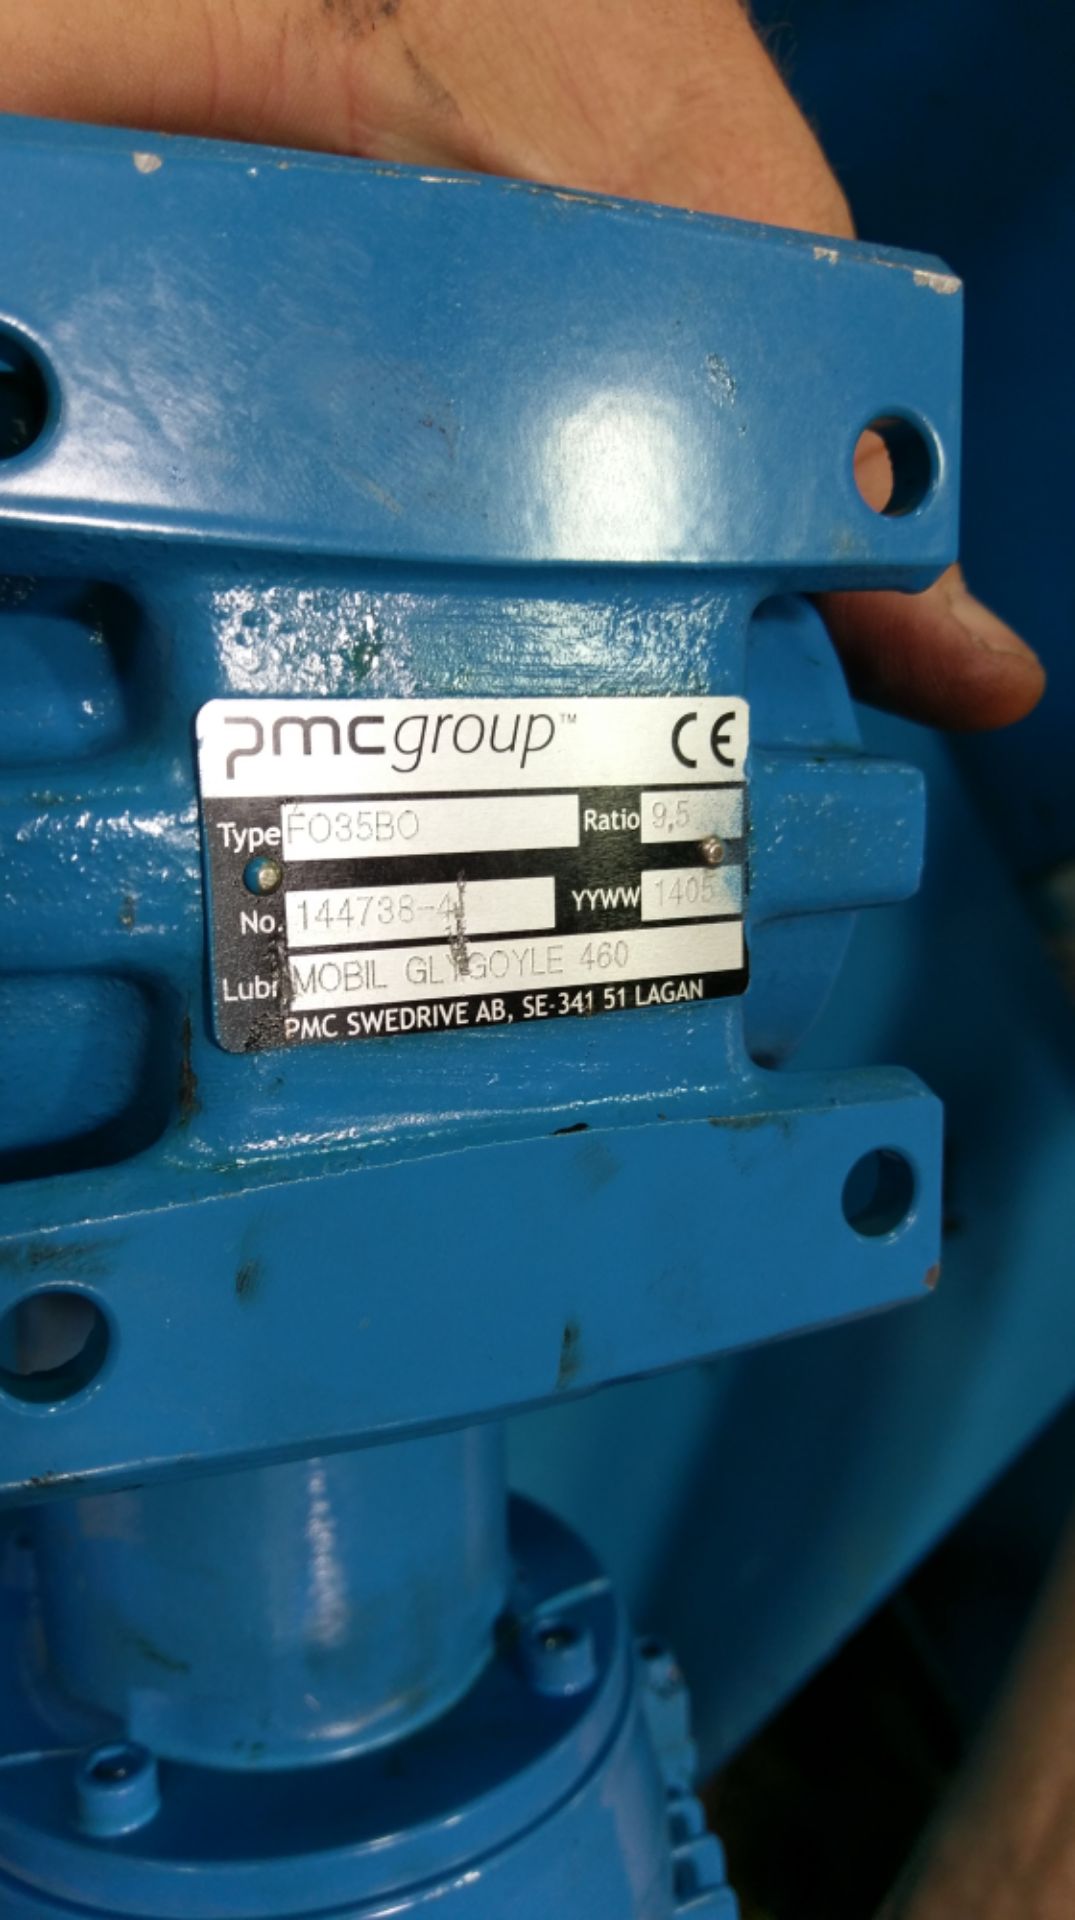 pmcgroup™ CE
Type FO35BO Ratio 9,5
No. 144738-4 YYWW 1405
Lubr MOBIL GLYGOYLE 460
PMC SWEDRIVE AB, SE-341 51 LAGAN